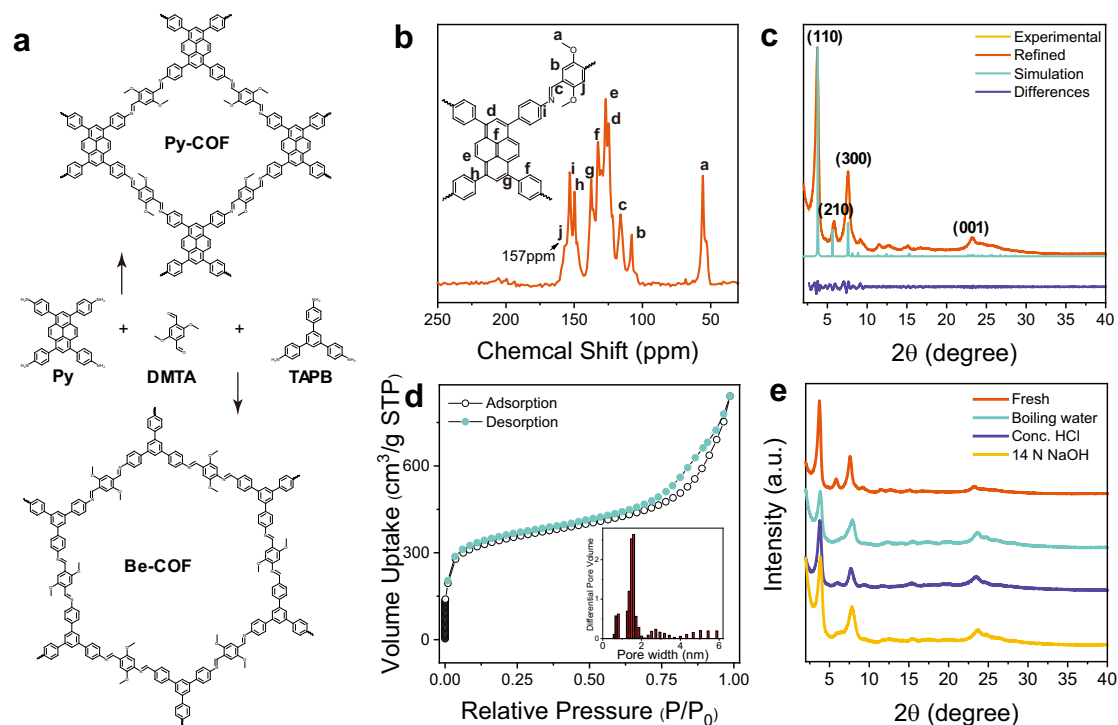 a
Py-COF
Py
+
DMTA
+
TAPB
NH₂
H₂N
Be-COF
b
a
b
c
j
N
i
d
f
e
h
g
f
e
d
f
g
i
h
j
157ppm
c
b
a
250 200 150 100 50
Chemcal Shift (ppm)
c
Experimental
Refined
Simulation
Differences
(110)
(210)
(300)
(001)
5 10 15 20 25 30 35 40
2θ (degree)
d
Adsorption
Desorption
Volume Uptake (cm³/g STP)
0
300
600
0.00 0.25 0.50 0.75 1.00
Relative Pressure (P/P₀)
Differential Pore Volume
0 2 4 6
Pore width (nm)
e
Fresh
Boiling water
Conc. HCl
14 N NaOH
Intensity (a.u.)
5 10 15 20 25 30 35 40
2θ (degree)